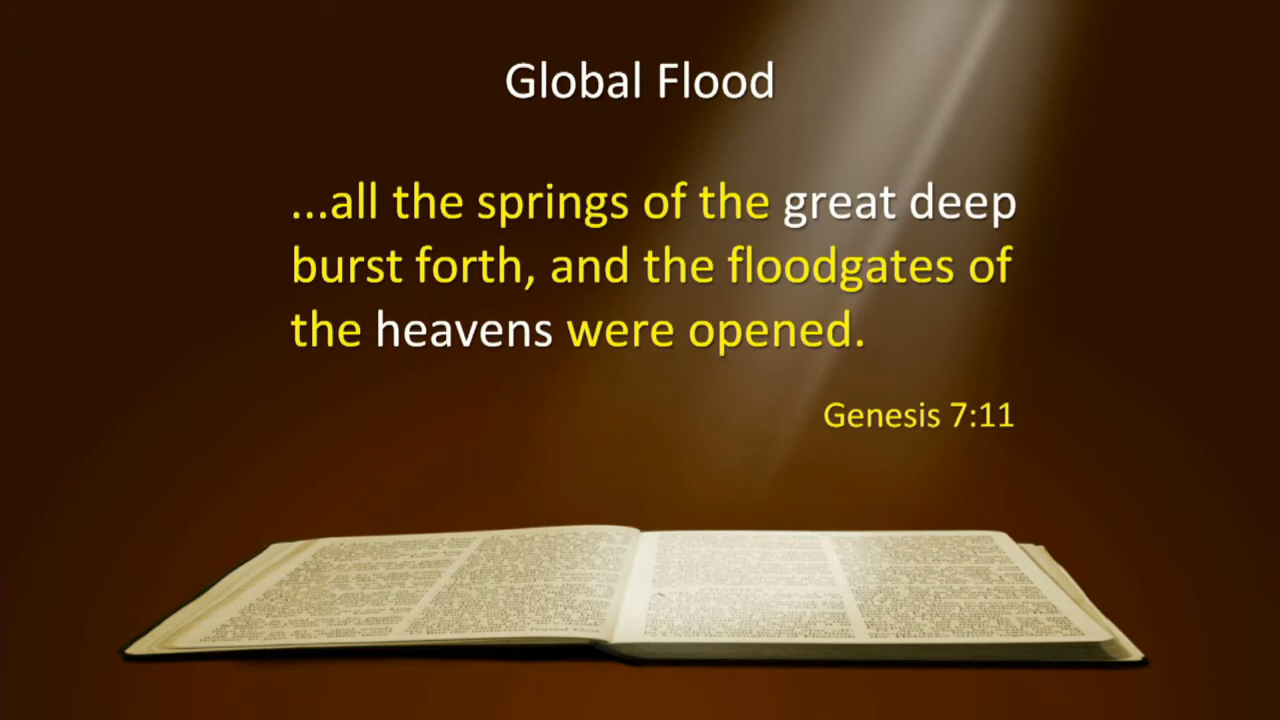 Global Flood
...all the springs of the great deep
burst forth, and the floodgates of
the heavens were opened.
Genesis 7:11